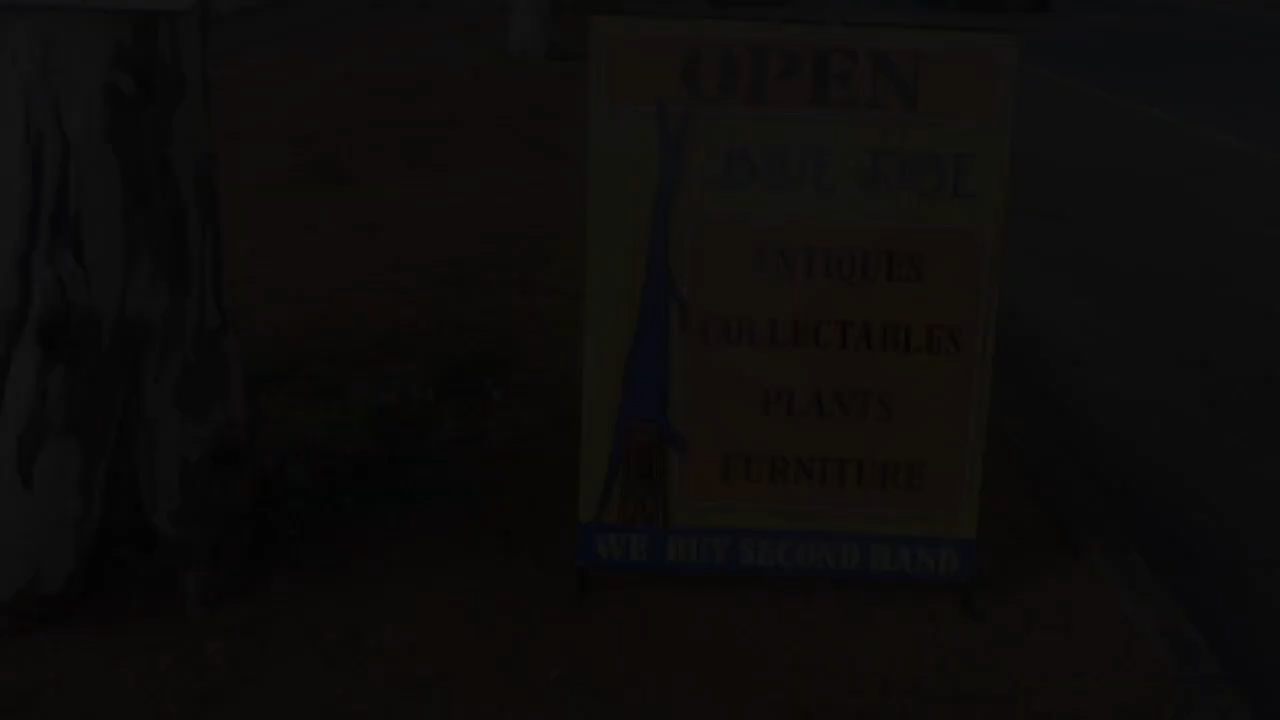 OPEN
ANTIQUES
COLLECTABLES
PLANTS
FURNITURE
WE BUY SECOND HAND